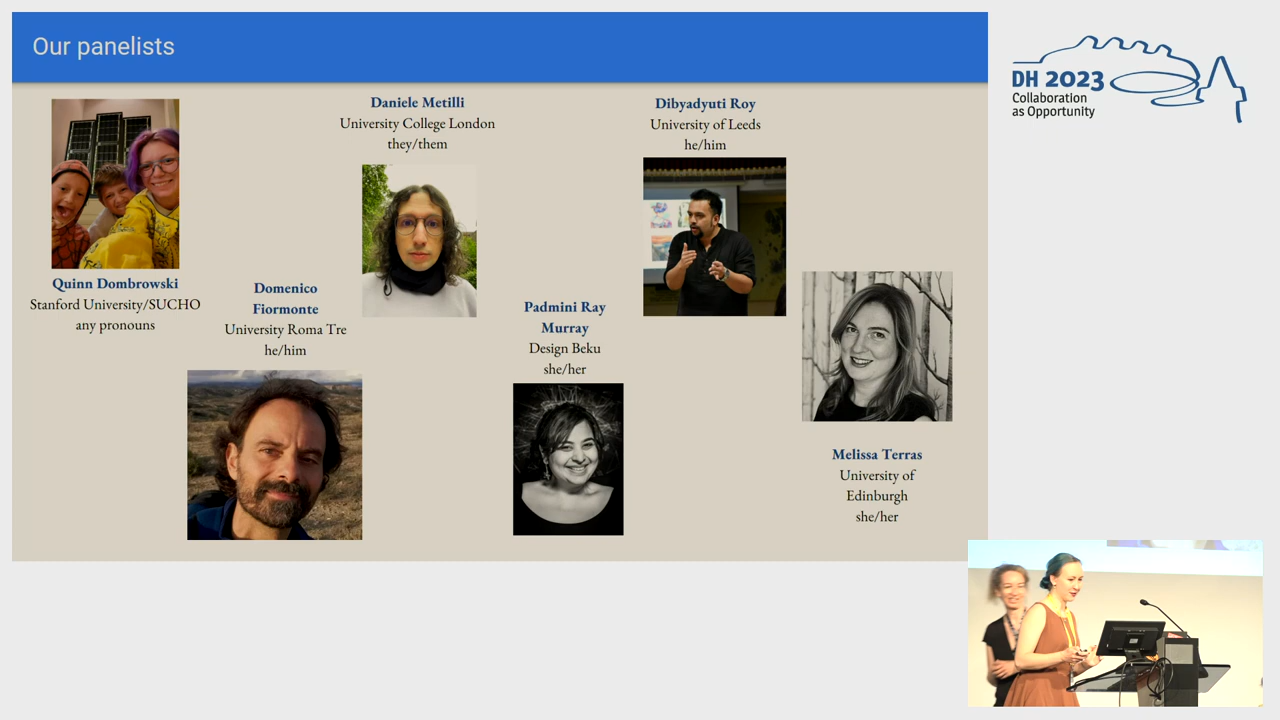 Our panelists
DH 2023
Collaboration
as Opportunity
Quinn Dombrowski
Stanford University/SUCHO
any pronouns
Domenico
Fiormonte
University Roma Tre
he/him
Daniele Metilli
University College London
they/them
Padmini Ray
Murray
Design Beku
she/her
Dibyadyuti Roy
University of Leeds
he/him
Melissa Terras
University of
Edinburgh
she/her